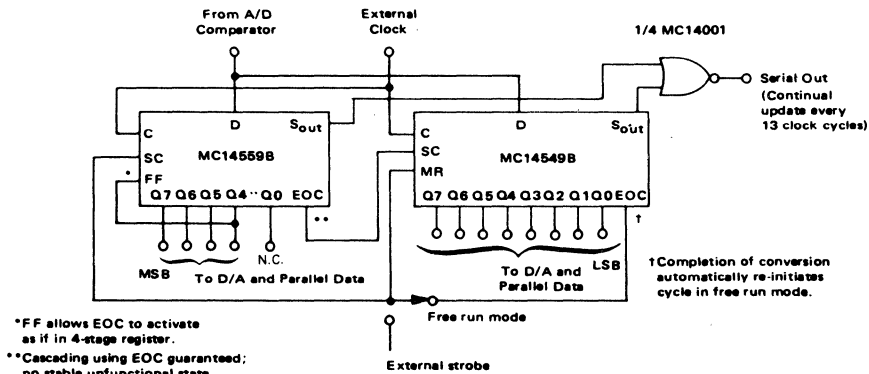 From A/D
Comparator
External
Clock
1/4 MC14001
Serial Out
(Continual
update every
13 clock cycles)
C
D
Sout
SC
MC14559B
* FF
Q7 Q6 Q5 Q4 ·· Q0 EOC
**
C
D
Sout
SC
MC14549B
MR
Q7 Q6 Q5 Q4 Q3 Q2 Q1 Q0 EOC
†
N.C.
MSB
To D/A and Parallel Data
LSB
To D/A and
Parallel Data
†Completion of conversion
automatically re-initiates
cycle in free run mode.
Free run mode
*FF allows EOC to activate
as if in 4-stage register.
**Cascading using EOC guaranteed;
no stable unfunctional state.
External strobe